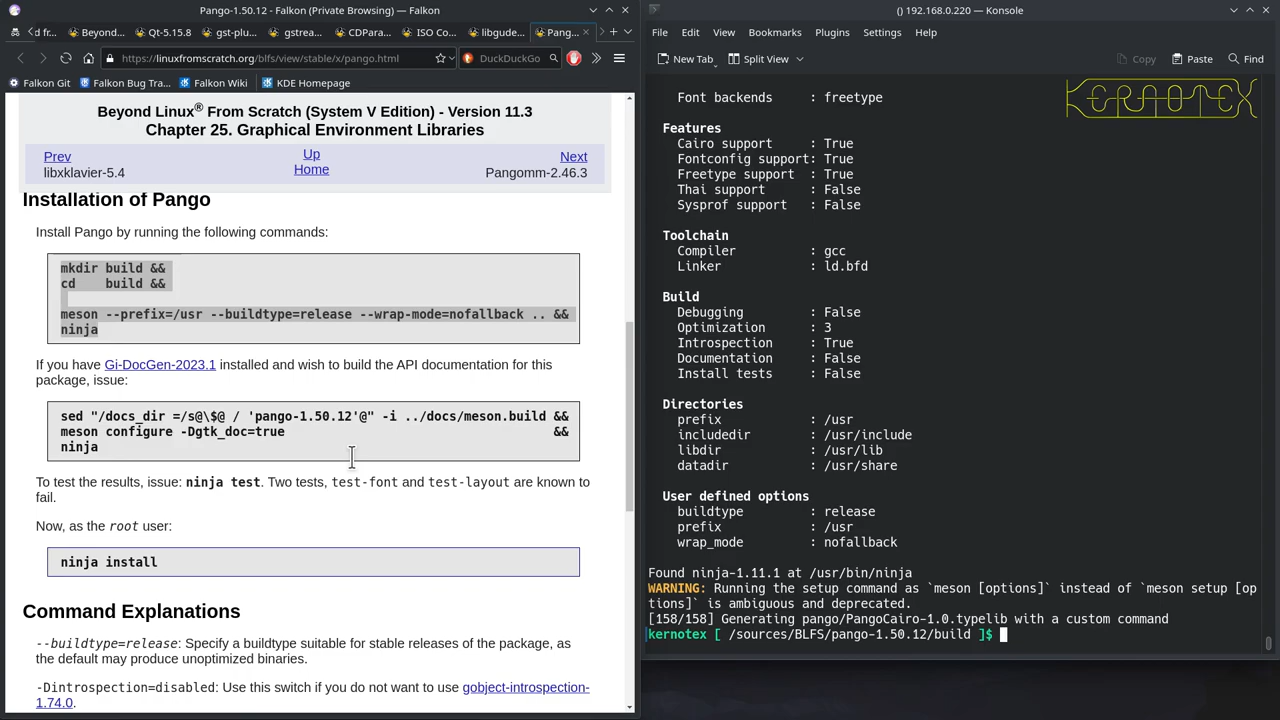 Pango-1.50.12 - Falkon (Private Browsing) — Falkon
d fr...
Beyond...
Qt-5.15.8
gst-plu...
gstrea...
CDPara...
ISO Co...
libgude...
Pang...
https://linuxfromscratch.org/blfs/view/stable/x/pango.html
DuckDuckGo
Falkon Git
Falkon Bug Tra...
Falkon Wiki
KDE Homepage
Beyond Linux® From Scratch (System V Edition) - Version 11.3
Chapter 25. Graphical Environment Libraries
Prev
Up
Next
libxklavier-5.4
Home
Pangomm-2.46.3
Installation of Pango
Install Pango by running the following commands:
mkdir build &&
cd    build &&
meson --prefix=/usr --buildtype=release --wrap-mode=nofallback .. &&
ninja
If you have Gi-DocGen-2023.1 installed and wish to build the API documentation for this
package, issue:
sed "/docs_dir =/s@\$@ / 'pango-1.50.12'@" -i ../docs/meson.build &&
meson configure -Dgtk_doc=true                                    &&
ninja
To test the results, issue: ninja test. Two tests, test-font and test-layout are known to
fail.
Now, as the root user:
ninja install
Command Explanations
--buildtype=release: Specify a buildtype suitable for stable releases of the package, as
the default may produce unoptimized binaries.
-Dintrospection=disabled: Use this switch if you do not want to use gobject-introspection-
1.74.0.
() 192.168.0.220 — Konsole
File Edit View Bookmarks Plugins Settings Help
New Tab
Split View
Copy
Paste
Find
KERNOTEX
Font backends     : freetype
Features
Cairo support     : True
Fontconfig support: True
Freetype support  : True
Thai support      : False
Sysprof support   : False
Toolchain
Compiler          : gcc
Linker            : ld.bfd
Build
Debugging         : False
Optimization      : 3
Introspection     : True
Documentation     : False
Install tests     : False
Directories
prefix            : /usr
includedir        : /usr/include
libdir            : /usr/lib
datadir           : /usr/share
User defined options
buildtype         : release
prefix            : /usr
wrap_mode         : nofallback
Found ninja-1.11.1 at /usr/bin/ninja
WARNING: Running the setup command as `meson [options]` instead of `meson setup [op
tions]` is ambiguous and deprecated.
[158/158] Generating pango/PangoCairo-1.0.typelib with a custom command
kernotex [ /sources/BLFS/pango-1.50.12/build ]$